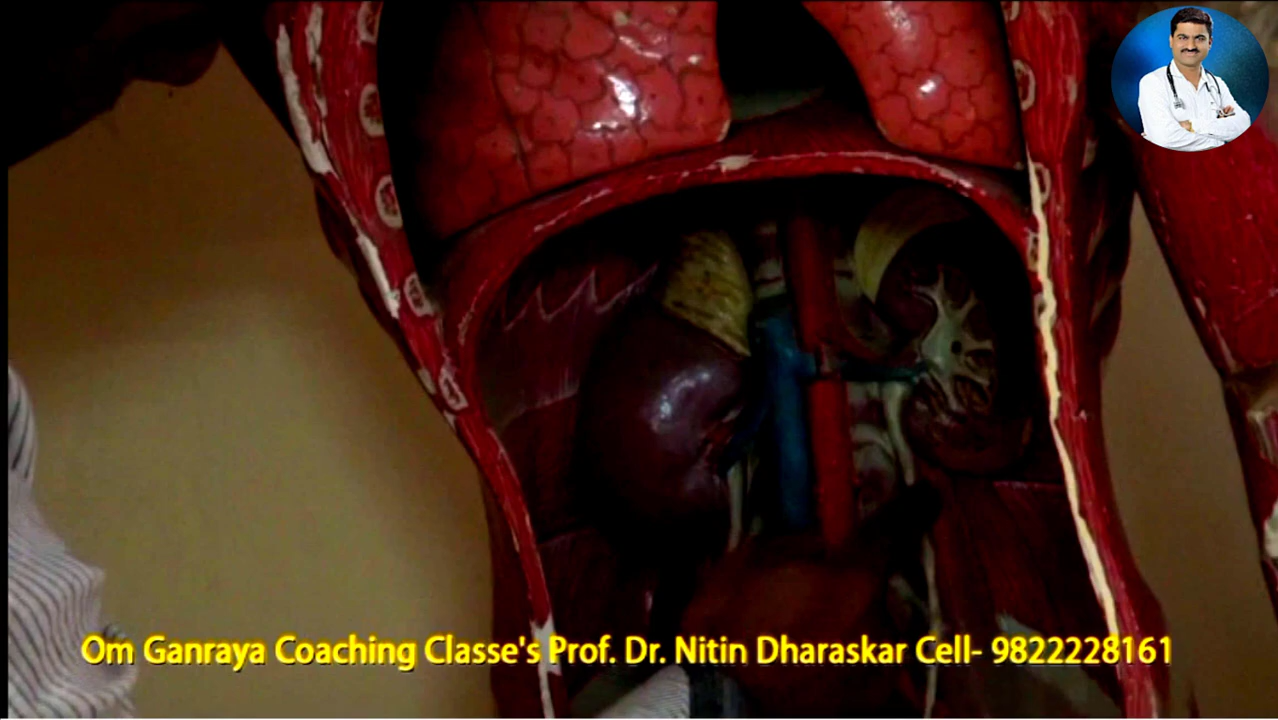 Om Ganraya Coaching Classe's Prof. Dr. Nitin Dharaskar Cell- 9822228161